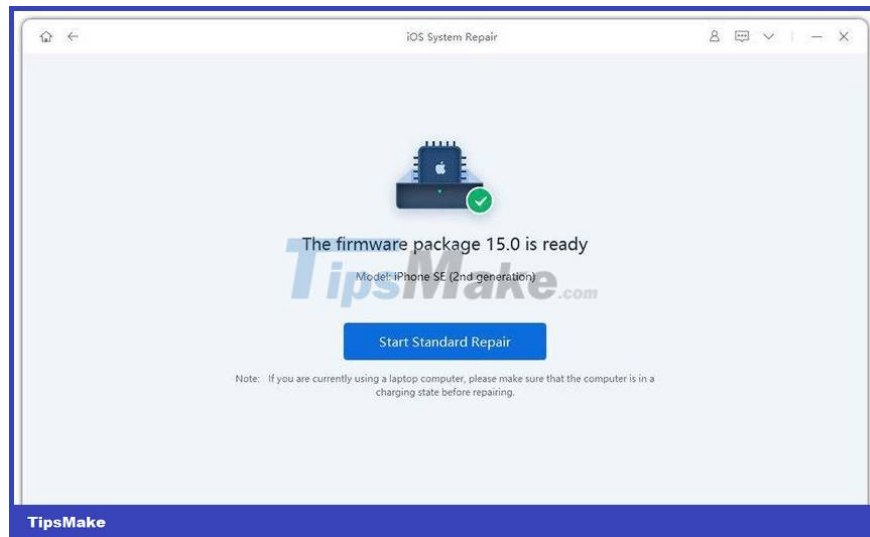 iOS System Repair
The firmware package 15.0 is ready
Model: iPhone SE (2nd generation)
TipsMake.com
Start Standard Repair
Note: If you are currently using a laptop computer, please make sure that the computer is in a
charging state before repairing.
TipsMake